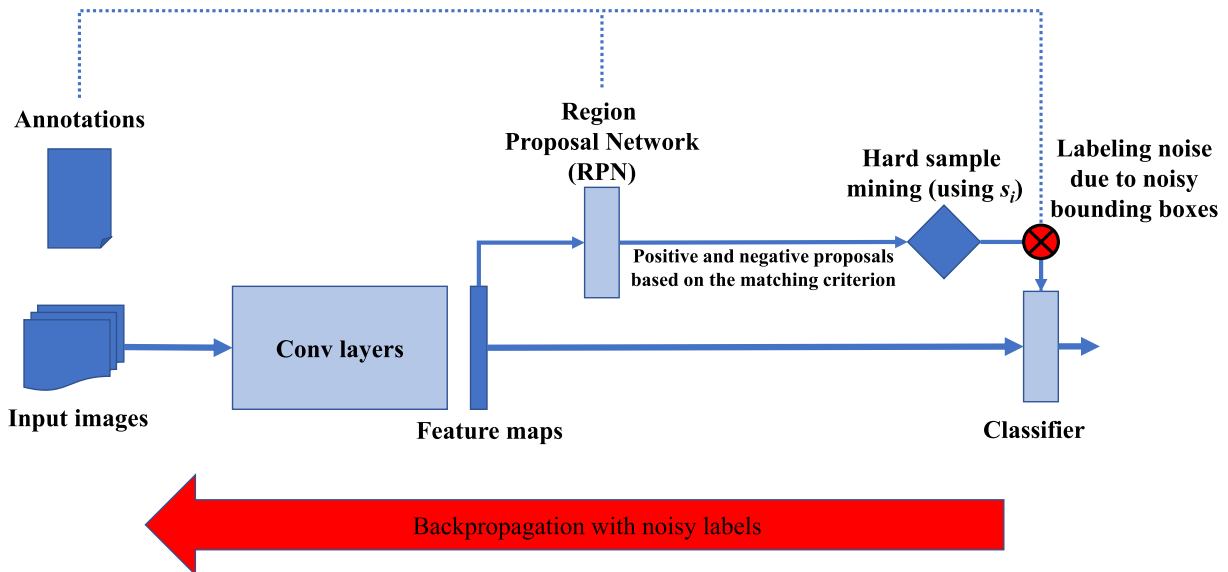 Annotations
Region
Proposal Network
(RPN)
Hard sample
mining (using s_i)
Labeling noise
due to noisy
bounding boxes
Positive and negative proposals
based on the matching criterion
Conv layers
Input images
Feature maps
Classifier
Backpropagation with noisy labels